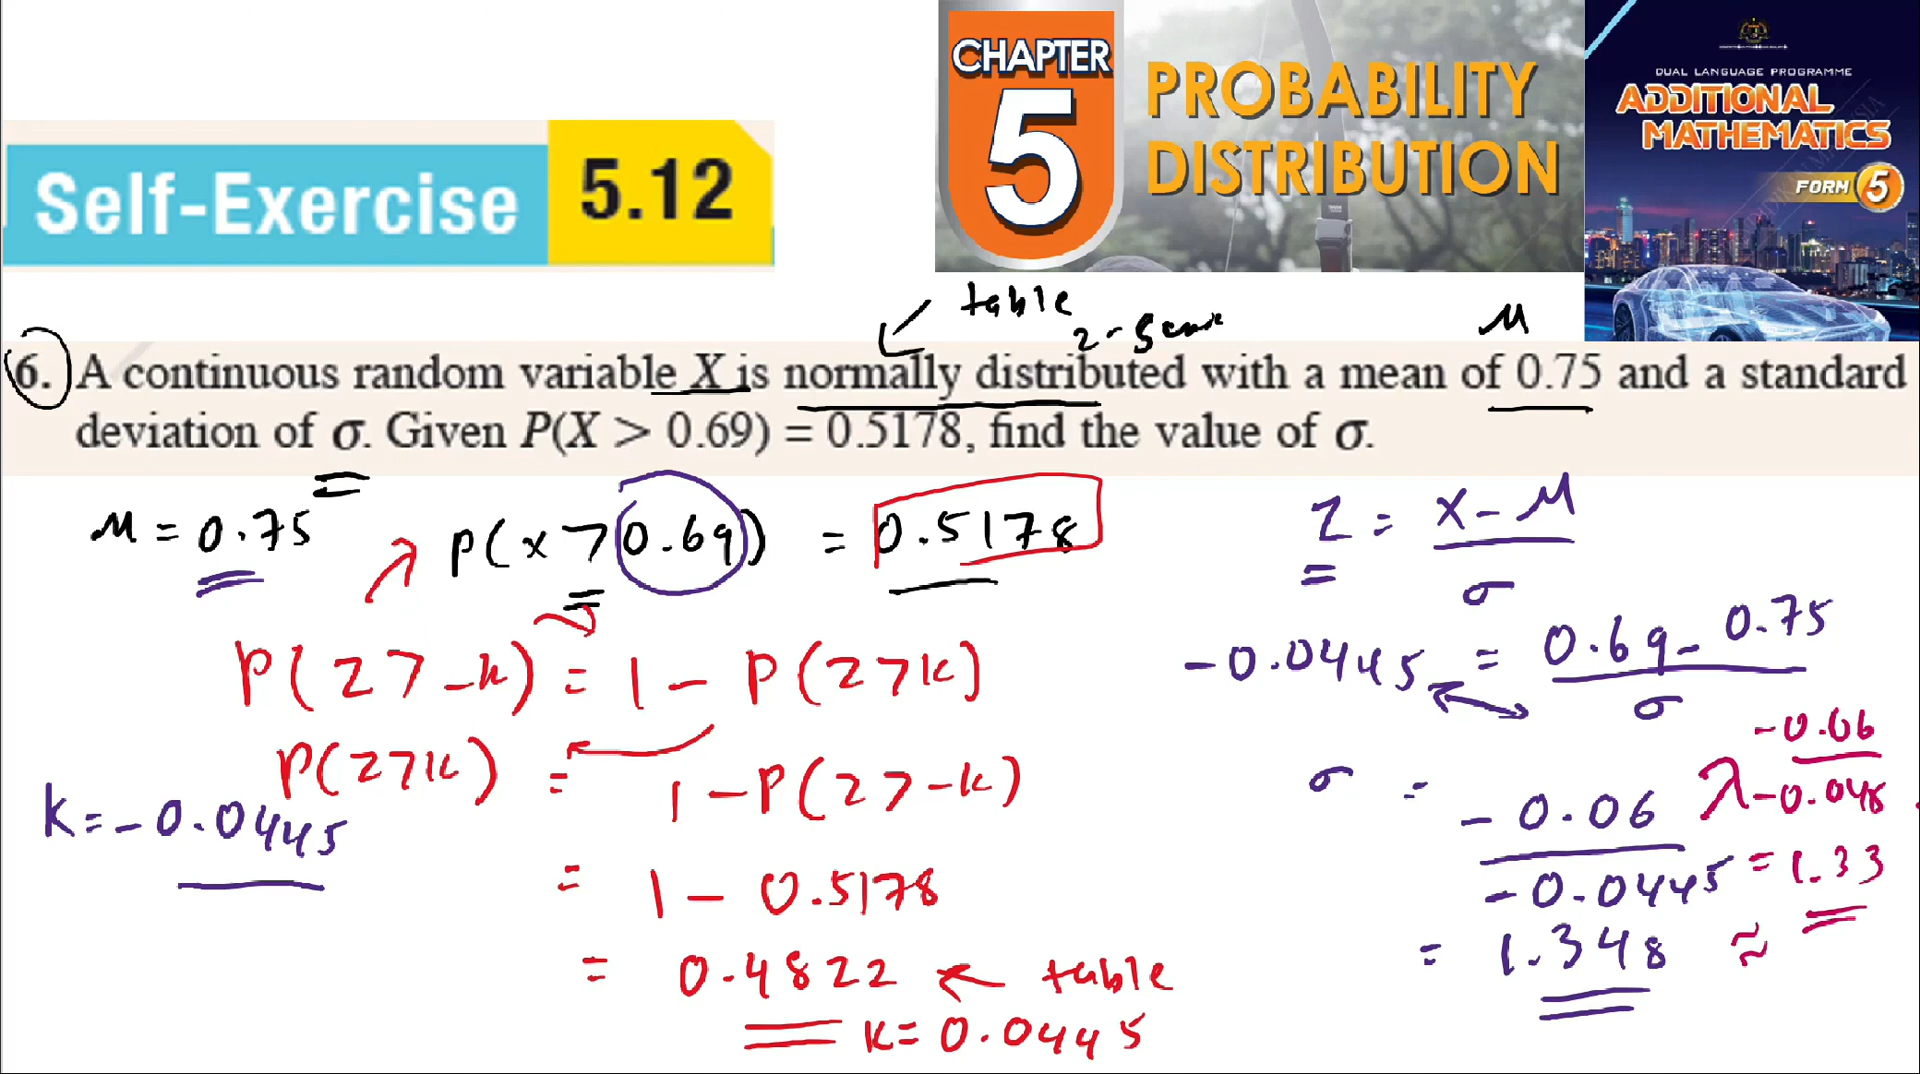 CHAPTER
5
PROBABILITY
DISTRIBUTION
DUAL LANGUAGE PROGRAMME
ADDITIONAL
MATHEMATICS
FORM 5
Self-Exercise 5.12
table
μ
6. A continuous random variable X is normally distributed with a mean of 0.75 and a standard
deviation of σ. Given P(X > 0.69) = 0.5178, find the value of σ.
μ = 0.75
P(x > 0.69) = 0.5178
P(z > -k) = 1 - P(z > k)
P(z > k) = 1 - P(z > -k)
= 1 - 0.5178
= 0.4822 ← table
k = 0.0445
k = -0.0445
z = x - μ
σ
-0.0445 = 0.69 - 0.75
σ
σ = -0.06
-0.0445
= 1.348 ≈
-0.06
-0.048
= 1.33